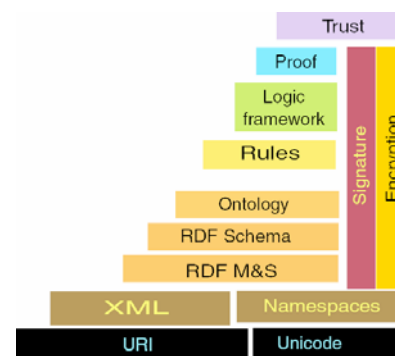 Trust
Proof
Logic
framework
Rules
Ontology
RDF Schema
RDF M&S
Signature
Encryption
XML
Namespaces
URI
Unicode